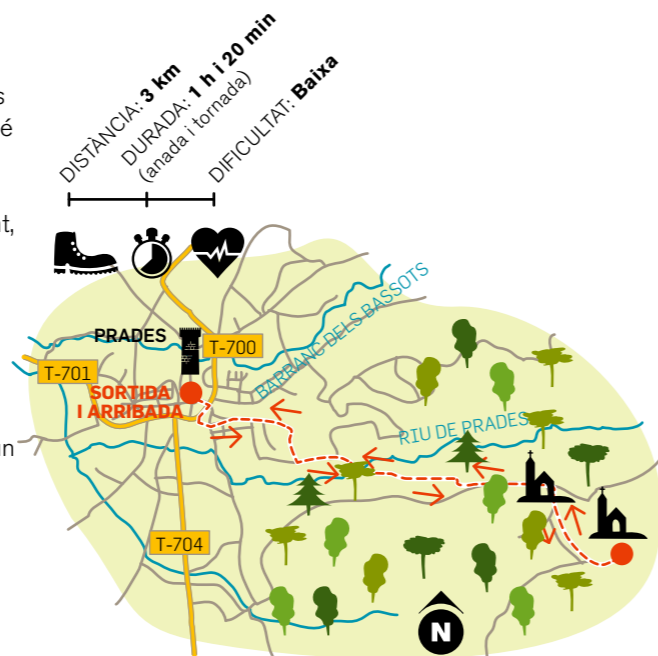 s
é
t,
un
DISTÀNCIA: 3 km
DURADA: 1 h i 20 min
(anada i tornada)
DIFICULTAT: Baixa
PRADES
T-700
T-701
SORTIDA
I ARRIBADA
BARRANC DELS BASSOTS
RIU DE PRADES
T-704
N